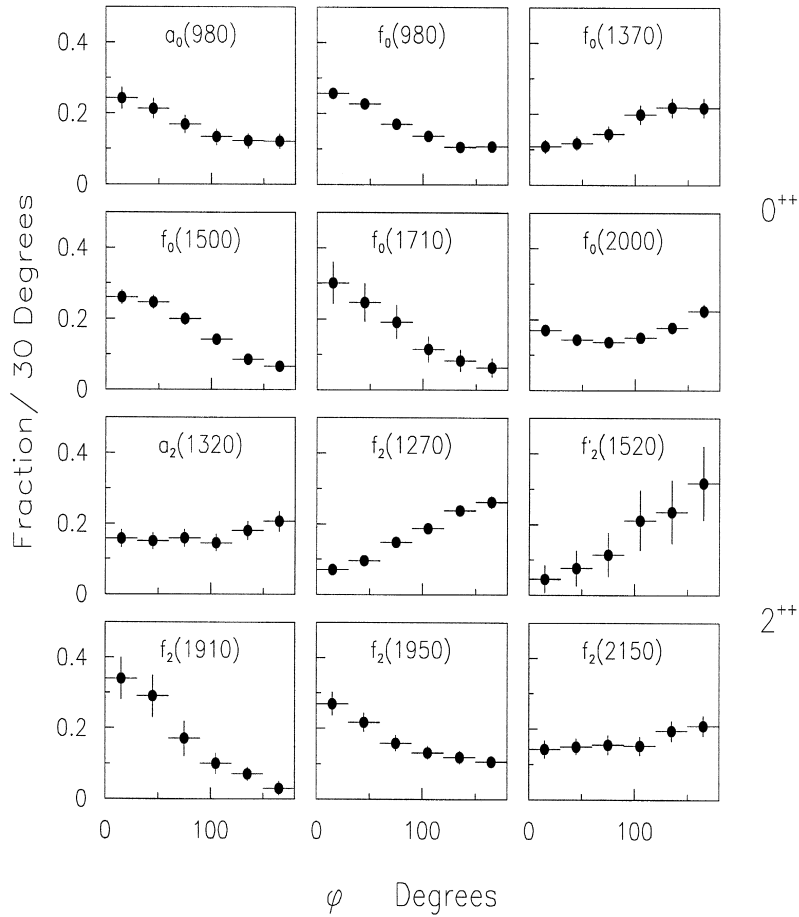 a₀(980) f₀(980) f₀(1370)
0.4
0.2
0
0⁺⁺
f₀(1500) f₀(1710) f₀(2000)
0.4
0.2
0
Fraction/ 30 Degrees
a₂(1320) f₂(1270) f'₂(1520)
0.4
0.2
0
2⁺⁺
f₂(1910) f₂(1950) f₂(2150)
0.4
0.2
0
0 100 0 100 0 100
φ Degrees